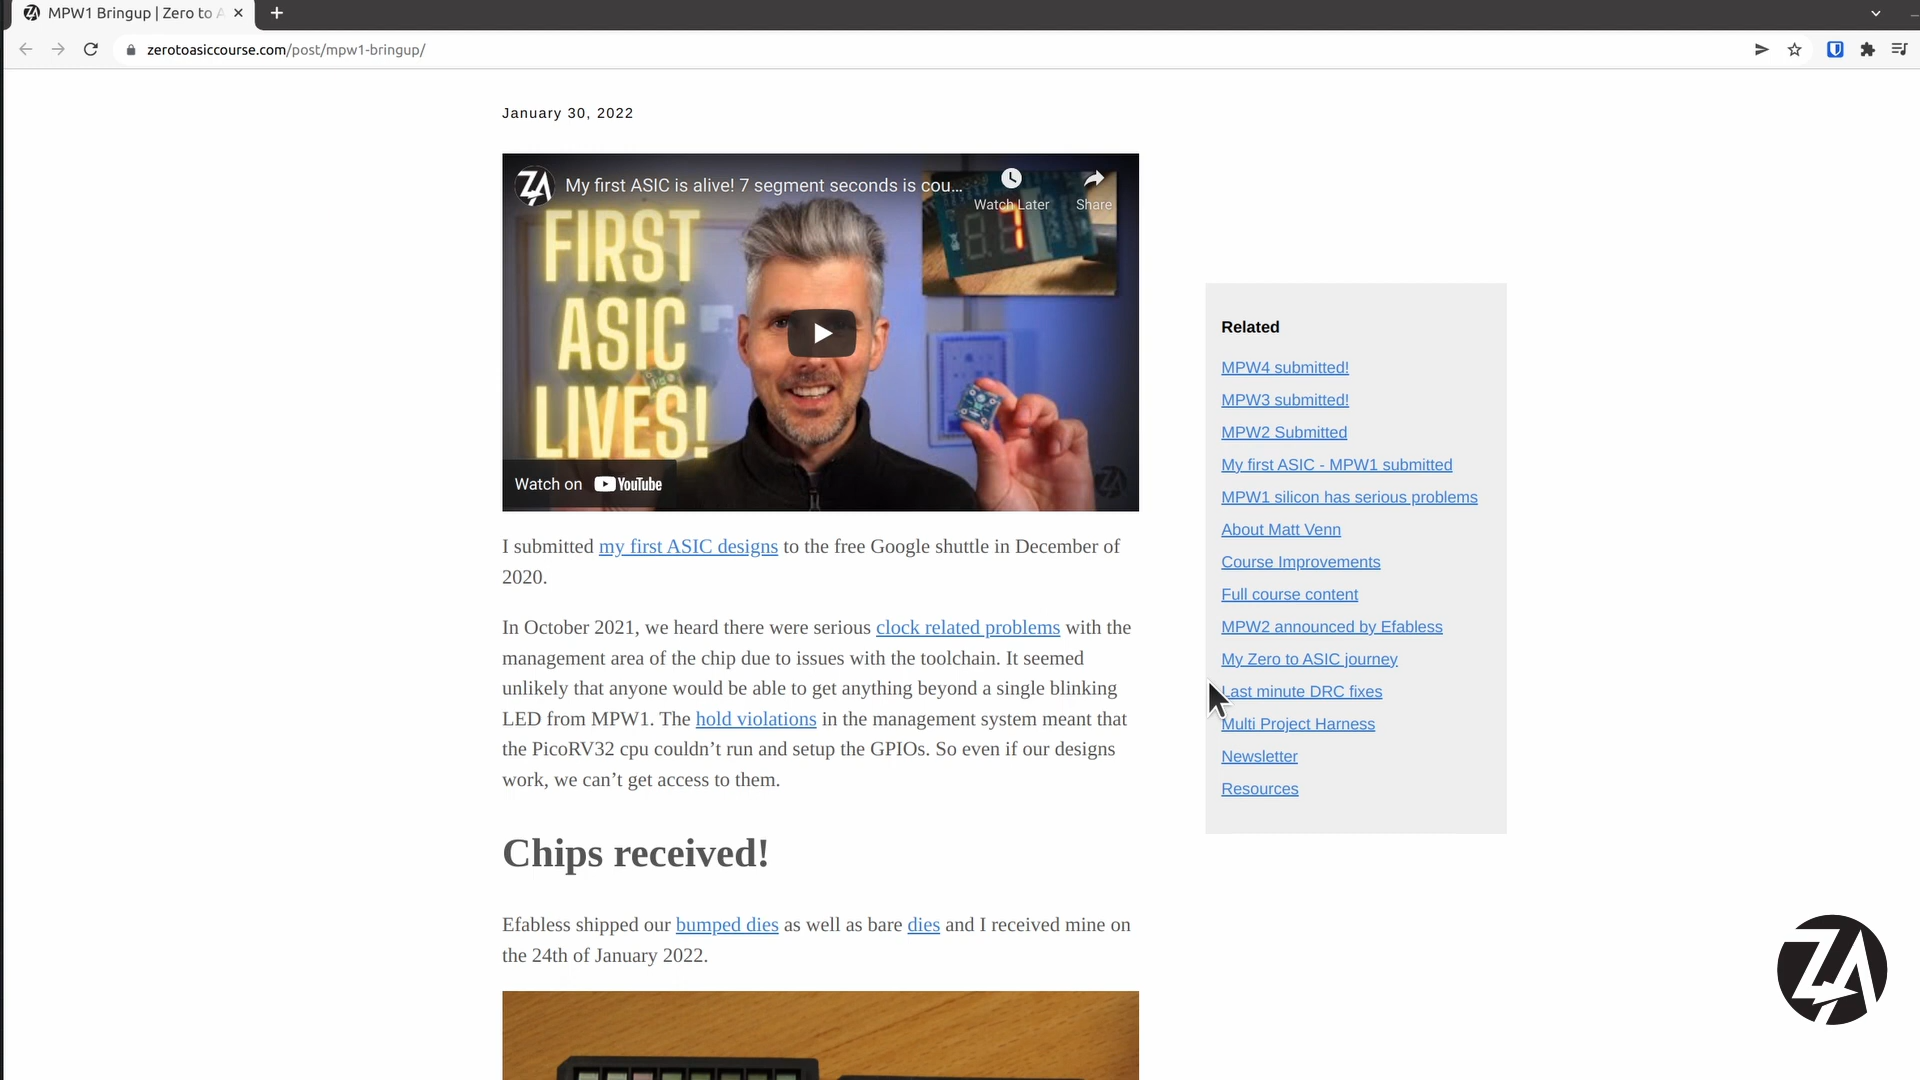 MPW1 Bringup | Zero to A
zerotoasiccourse.com/post/mpw1-bringup/
January 30, 2022
My first ASIC is alive! 7 segment seconds is cou...
Watch Later
Share
FIRST
ASIC
LIVES!
Watch on YouTube
I submitted my first ASIC designs to the free Google shuttle in December of
2020.
In October 2021, we heard there were serious clock related problems with the
management area of the chip due to issues with the toolchain. It seemed
unlikely that anyone would be able to get anything beyond a single blinking
LED from MPW1. The hold violations in the management system meant that
the PicoRV32 cpu couldn’t run and setup the GPIOs. So even if our designs
work, we can’t get access to them.
Chips received!
Efabless shipped our bumped dies as well as bare dies and I received mine on
the 24th of January 2022.
Related
MPW4 submitted!
MPW3 submitted!
MPW2 Submitted
My first ASIC - MPW1 submitted
MPW1 silicon has serious problems
About Matt Venn
Course Improvements
Full course content
MPW2 announced by Efabless
My Zero to ASIC journey
Last minute DRC fixes
Multi Project Harness
Newsletter
Resources
ZA